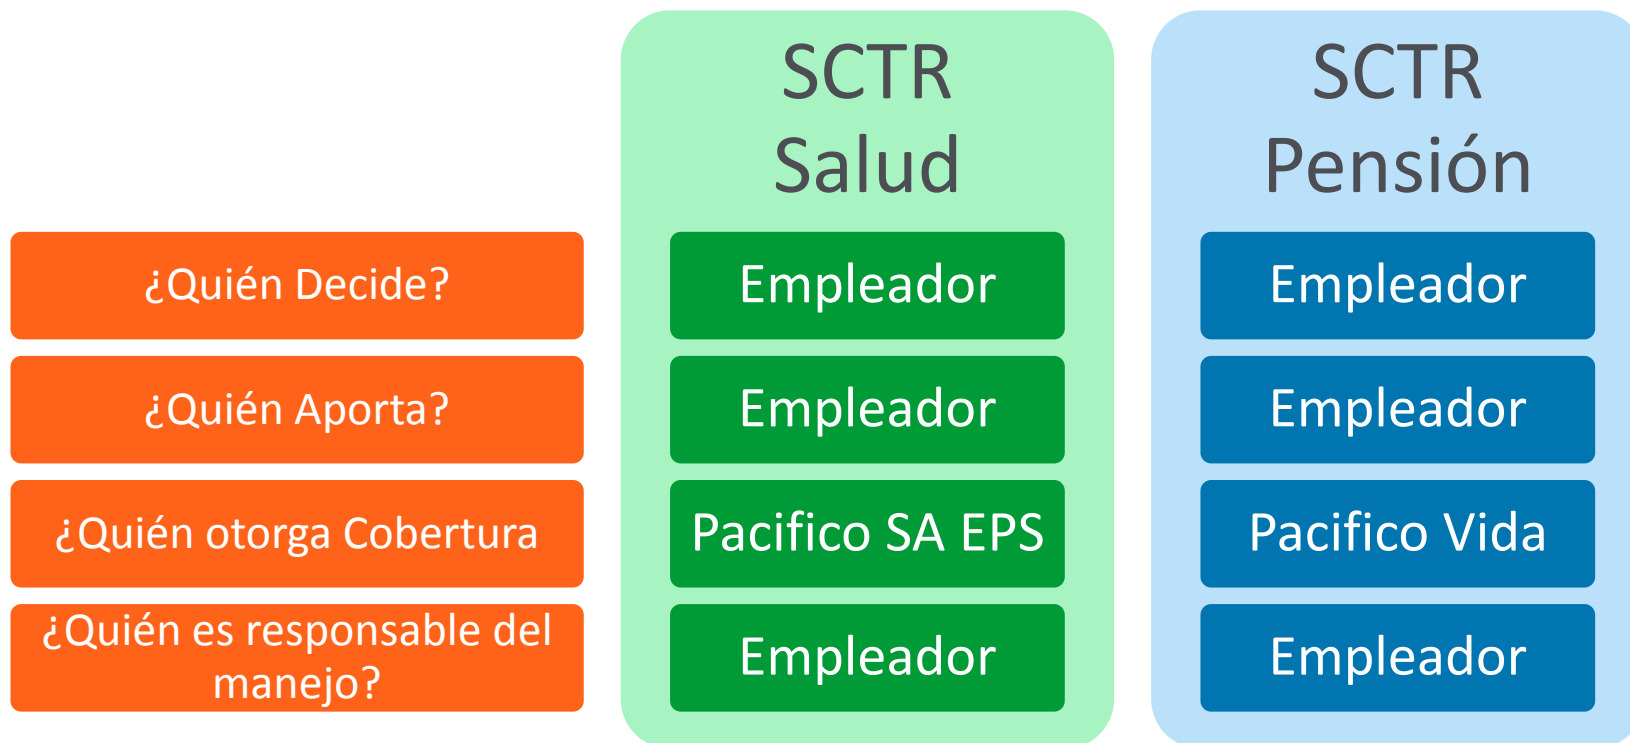 SCTR
Salud
SCTR
Pensión
¿Quién Decide?
Empleador
Empleador
¿Quién Aporta?
Empleador
Empleador
¿Quién otorga Cobertura
Pacifico SA EPS
Pacifico Vida
¿Quién es responsable del
manejo?
Empleador
Empleador